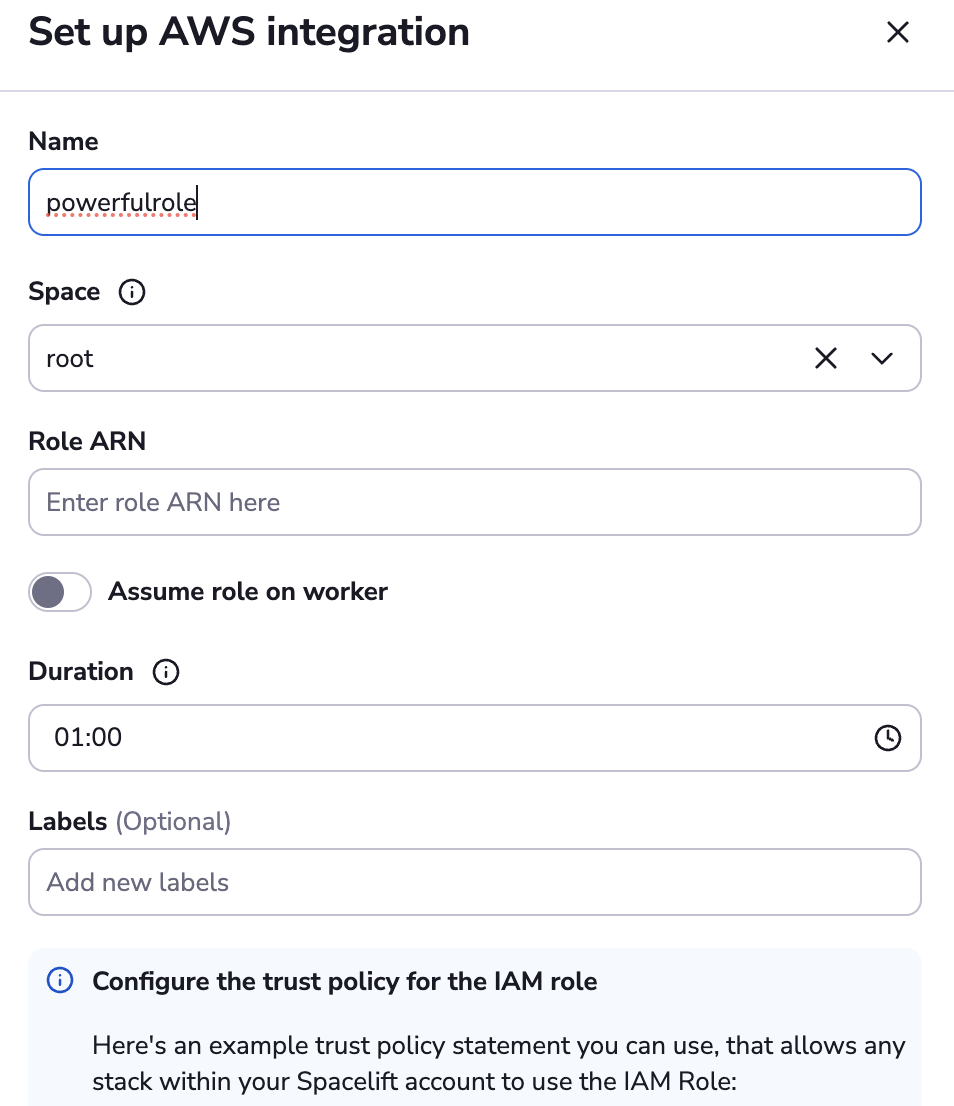 Set up AWS integration
Name
powerfulrole
Space
root
Role ARN
Enter role ARN here
Assume role on worker
Duration
01:00
Labels (Optional)
Add new labels
Configure the trust policy for the IAM role
Here's an example trust policy statement you can use, that allows any
stack within your Spacelift account to use the IAM Role: